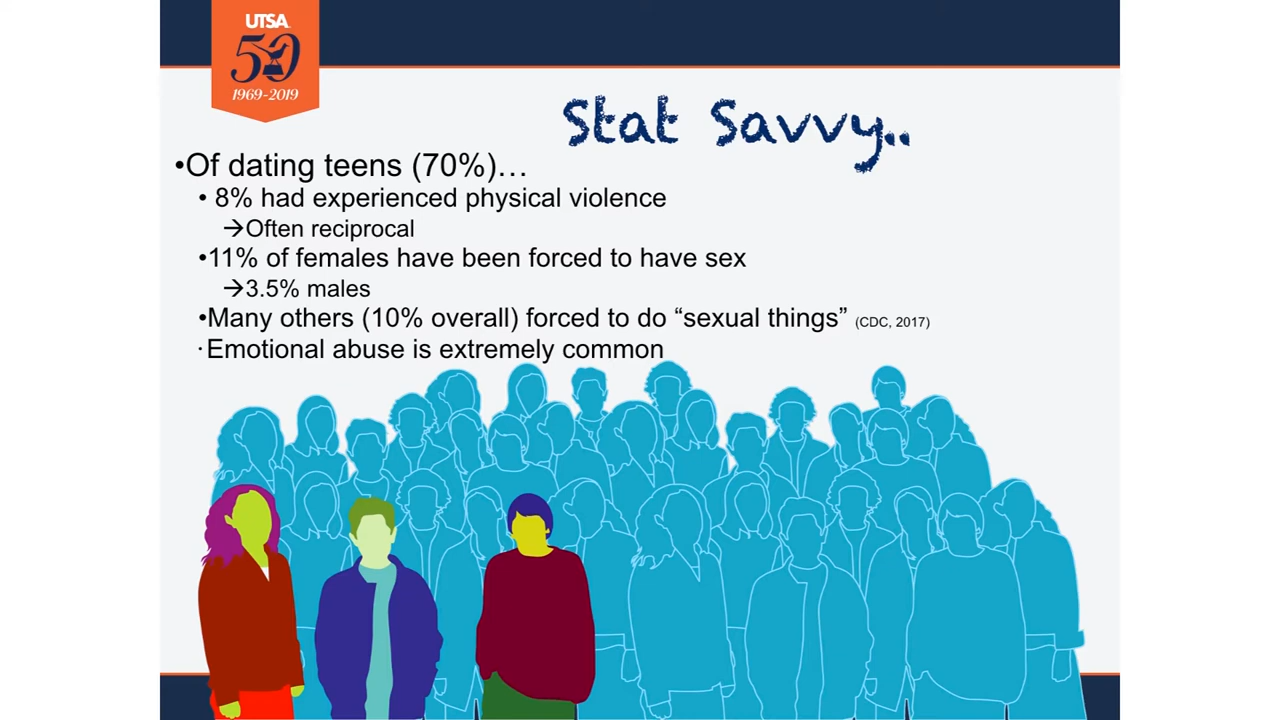 UTSA
50
1969-2019
Stat Savvy..
•Of dating teens (70%)…
• 8% had experienced physical violence
→Often reciprocal
•11% of females have been forced to have sex
→3.5% males
•Many others (10% overall) forced to do “sexual things” (CDC, 2017)
·Emotional abuse is extremely common